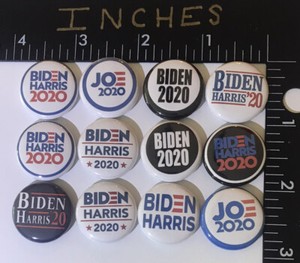 INCHES
4
3
2
1
BIDEN
HARRIS
2020
JOE
2020
BIDEN
2020
BIDEN
HARRIS '20
BIDEN
HARRIS
2020
BIDEN
HARRIS
★ 2020 ★
BIDEN
2020
BIDEN
HARRIS
2020
BIDEN
HARRIS 20
BIDEN
HARRIS
★ 2020 ★
BIDEN
HARRIS
JOE
2020
1
2
3